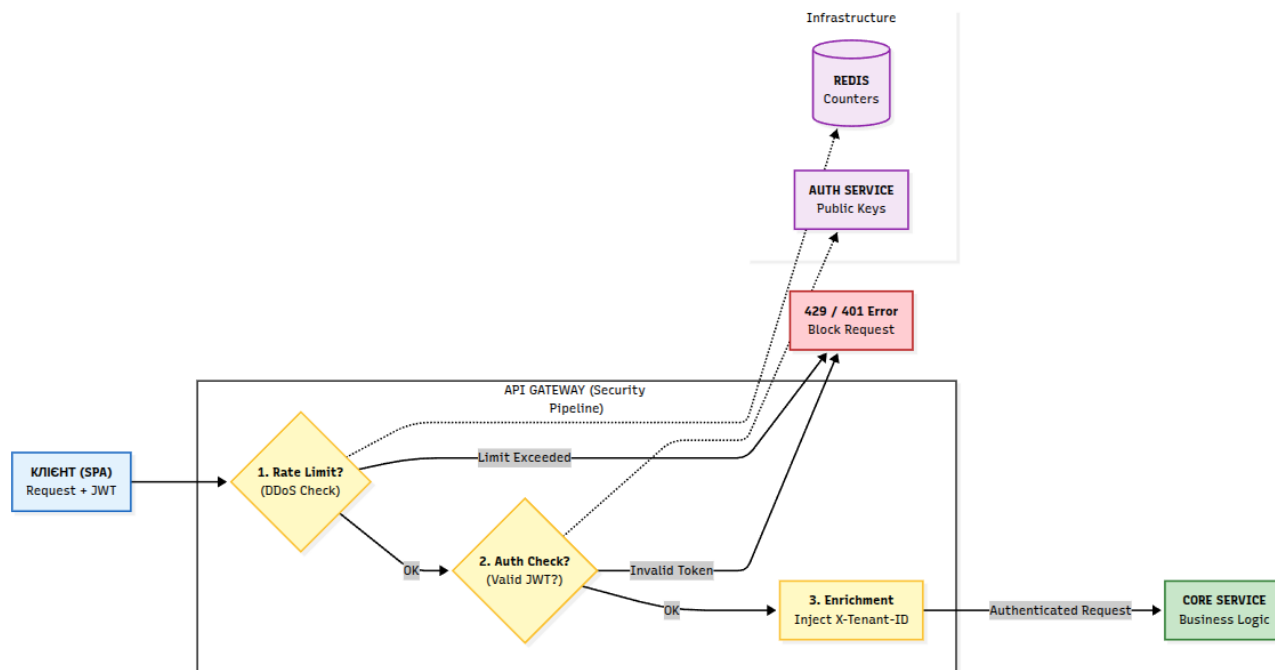 Infrastructure
REDIS
Counters
AUTH SERVICE
Public Keys
429 / 401 Error
Block Request
API GATEWAY (Security
Pipeline)
КЛІЄНТ (SPA)
Request + JWT
1. Rate Limit?
(DDoS Check)
Limit Exceeded
OK
2. Auth Check?
(Valid JWT?)
Invalid Token
OK
3. Enrichment
Inject X-Tenant-ID
Authenticated Request
CORE SERVICE
Business Logic